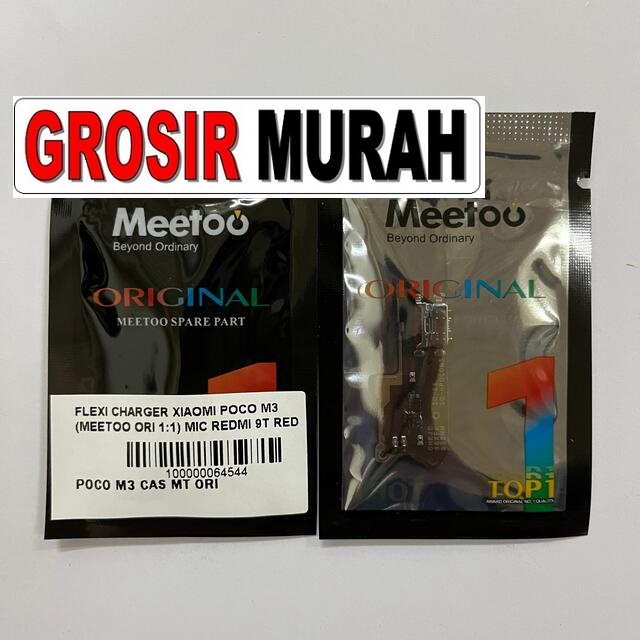 GROSIR MURAH
Meetoo
Beyond Ordinary
ORIGINAL
MEETOO SPARE PART
FLEXI CHARGER XIAOMI POCO M3
(MEETOO ORI 1:1) MIC REDMI 9T RED
100000064544
POCO M3 CAS MT ORI
Meetoo
Beyond Ordinary
ORIGINAL
1
TOP1